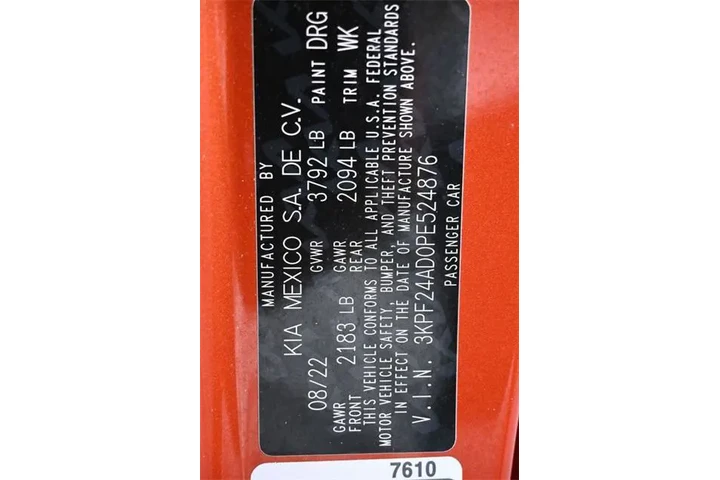 MANUFACTURED BY
KIA MEXICO S.A. DE C.V.
08/22 GVWR 3792 LB PAINT DRG
GAWR FRONT 2183 LB GAWR REAR 2094 LB TRIM WK
THIS VEHICLE CONFORMS TO ALL APPLICABLE U.S.A. FEDERAL
MOTOR VEHICLE SAFETY, BUMPER, AND THEFT PREVENTION STANDARDS
IN EFFECT ON THE DATE OF MANUFACTURE SHOWN ABOVE.
V.I.N. 3KPF24AD0PE524876
PASSENGER CAR
7610